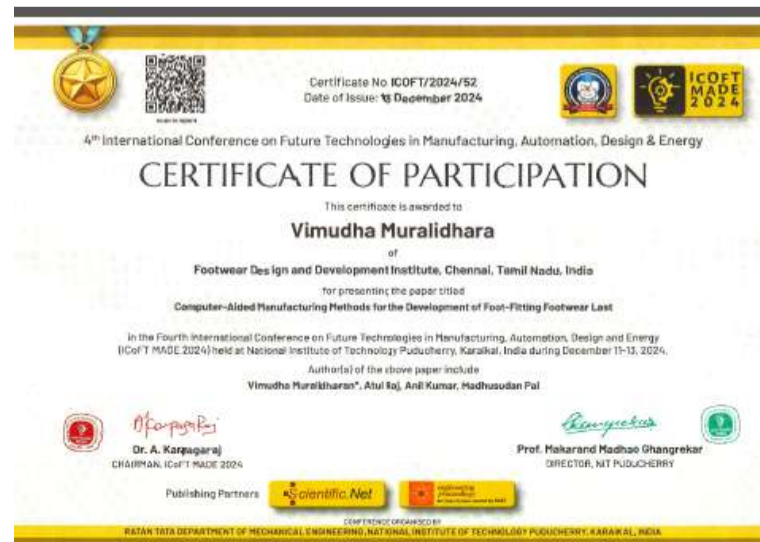 Certificate No ICOFT/2024/52
Date of Issue: 13 December 2024
ICOFT
MADE
2024
4th International Conference on Future Technologies in Manufacturing, Automation, Design & Energy
CERTIFICATE OF PARTICIPATION
This certificate is awarded to
Vimudha Muralidhara
of
Footwear Design and Development Institute, Chennai, Tamil Nadu, India
for presenting the paper titled
Computer-Aided Manufacturing Methods for the Development of Foot-Fitting Footwear Last
in the Fourth International Conference on Future Technologies in Manufacturing, Automation, Design and Energy
(ICoFT MADE 2024) held at National Institute of Technology Puducherry, Karaikal, India during December 11-13, 2024.
Author(s) of the above paper include
Vimudha Muralidharan*, Atul Raj, Anil Kumar, Madhusudan Pal
Dr. A. Karpagaraj
CHAIRMAN, ICoFT MADE 2024
Prof. Makarand Madhao Ghangrekar
DIRECTOR, NIT PUDUCHERRY
Publishing Partners
Scientific.Net
CONFERENCE ORGANISED BY
RATAN TATA DEPARTMENT OF MECHANICAL ENGINEERING, NATIONAL INSTITUTE OF TECHNOLOGY PUDUCHERRY, KARAIKAL, INDIA